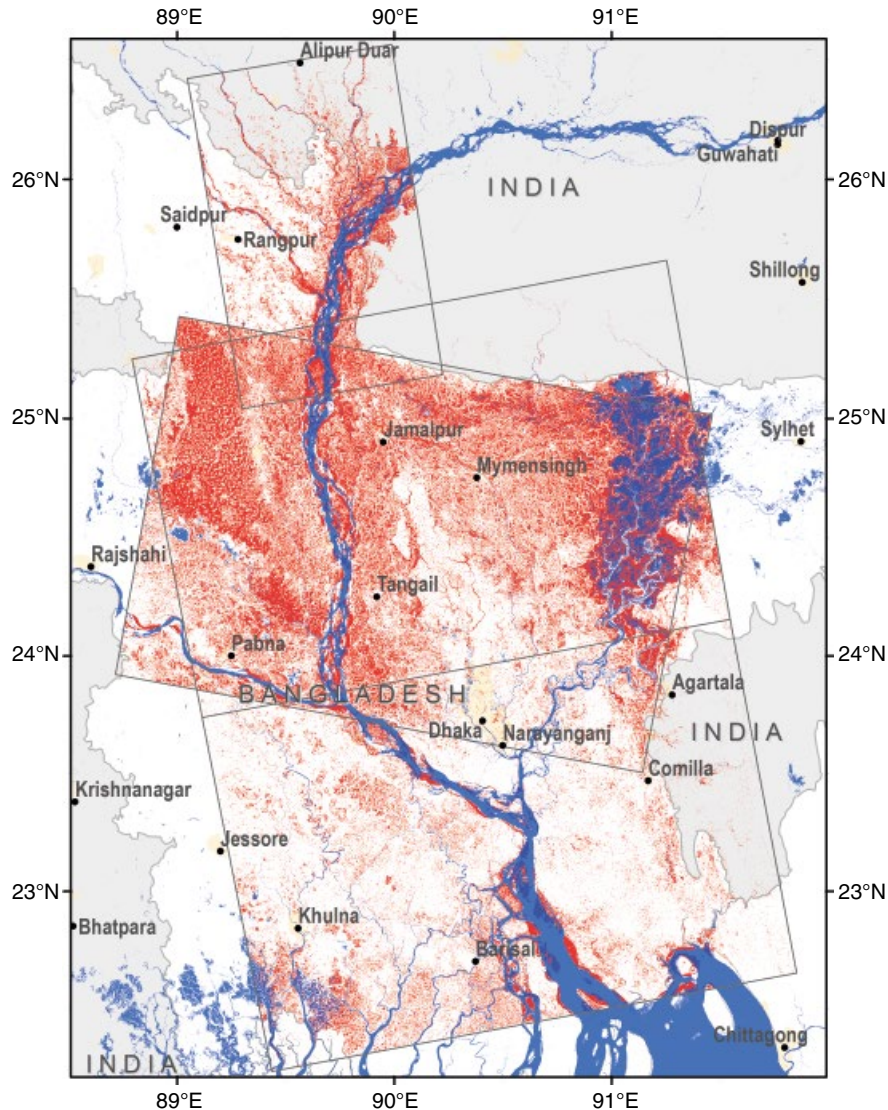 89°E 90°E 91°E
Alipur Duar
Dispur
Guwahati
26°N 26°N
INDIA
Saidpur
Rangpur
Shillong
25°N 25°N
Jamalpur
Sylhet
Mymensingh
Rajshahi
Tangail
24°N 24°N
Pabna
Agartala
BANGLADESH
Dhaka Narayanganj
INDIA
Comilla
Krishnanagar
Jessore
23°N 23°N
Khulna
Bhatpara
Barisal
Chittagong
INDIA
89°E 90°E 91°E